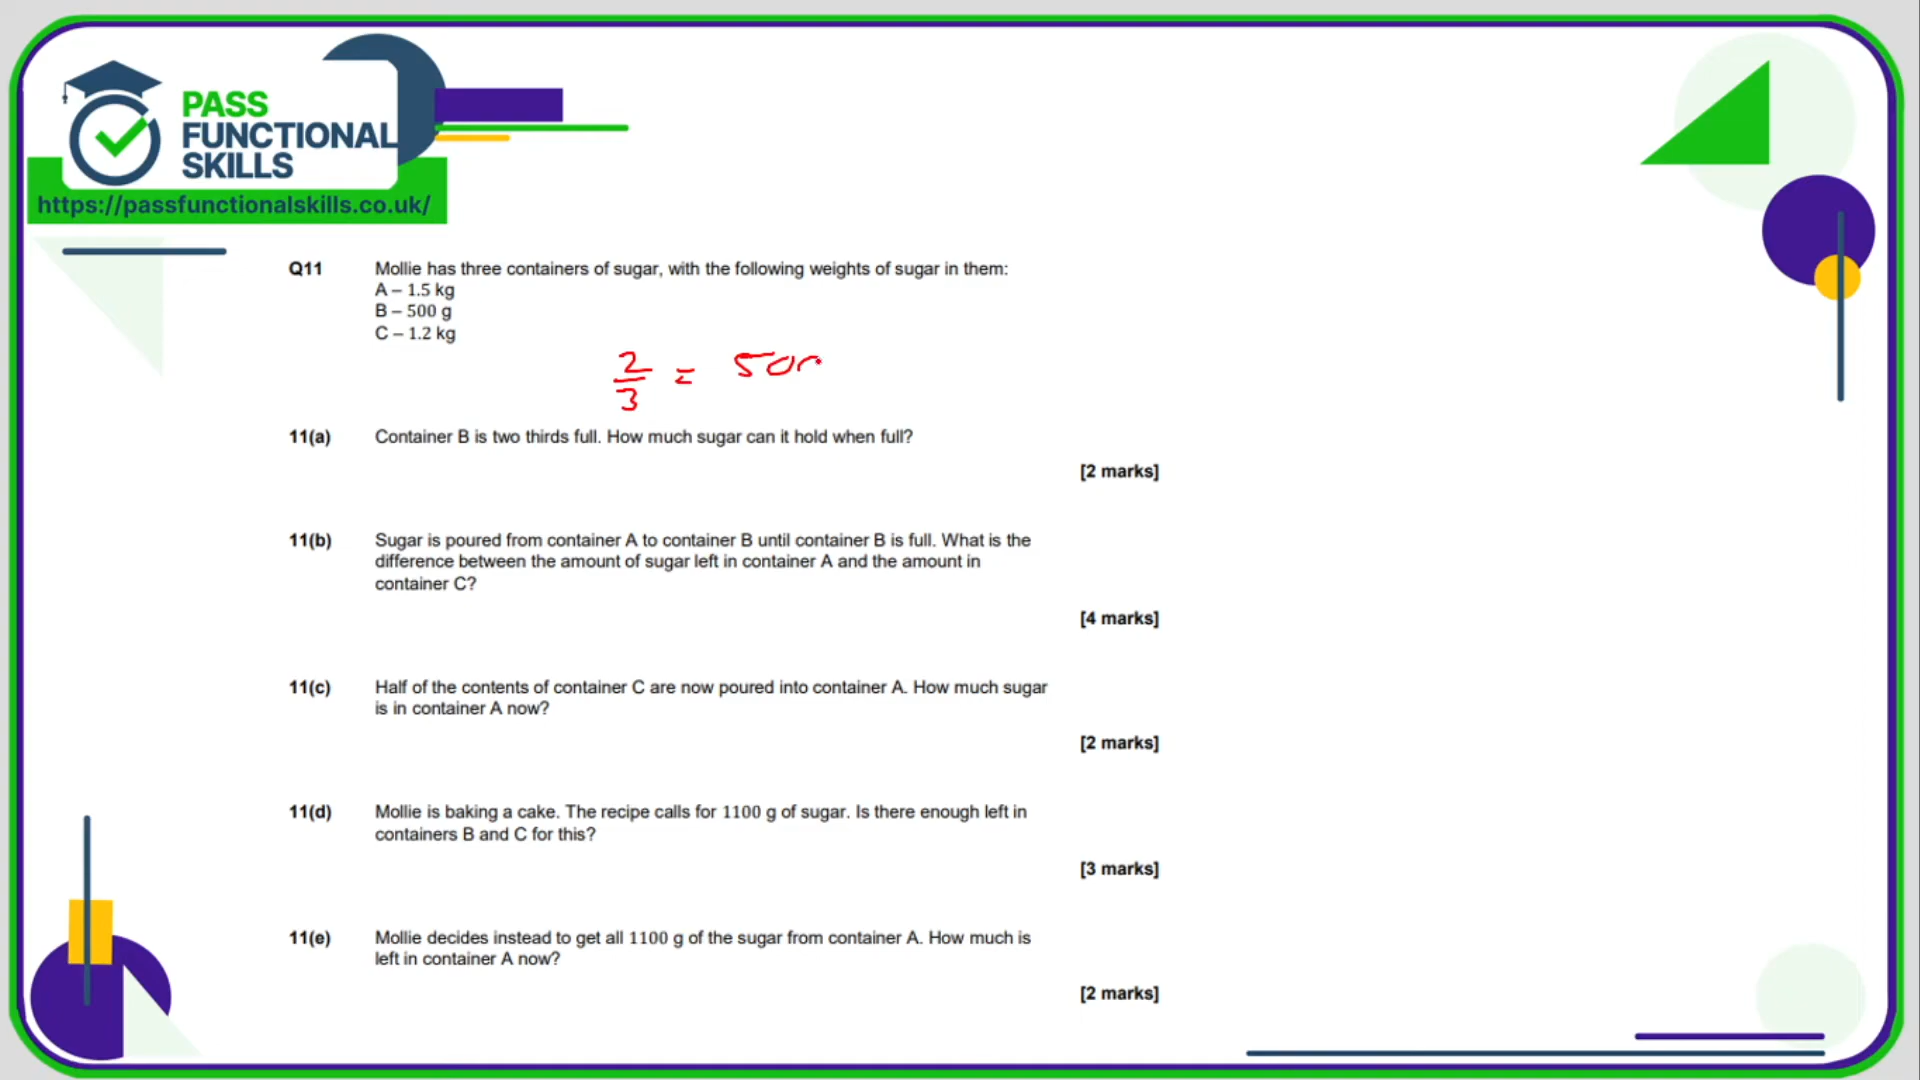 PASS
FUNCTIONAL
SKILLS
https://passfunctionalskills.co.uk/
Q11 Mollie has three containers of sugar, with the following weights of sugar in them:
A – 1.5 kg
B – 500 g
C – 1.2 kg
2/3 = 500
11(a) Container B is two thirds full. How much sugar can it hold when full?
[2 marks]
11(b) Sugar is poured from container A to container B until container B is full. What is the
difference between the amount of sugar left in container A and the amount in
container C?
[4 marks]
11(c) Half of the contents of container C are now poured into container A. How much sugar
is in container A now?
[2 marks]
11(d) Mollie is baking a cake. The recipe calls for 1100 g of sugar. Is there enough left in
containers B and C for this?
[3 marks]
11(e) Mollie decides instead to get all 1100 g of the sugar from container A. How much is
left in container A now?
[2 marks]